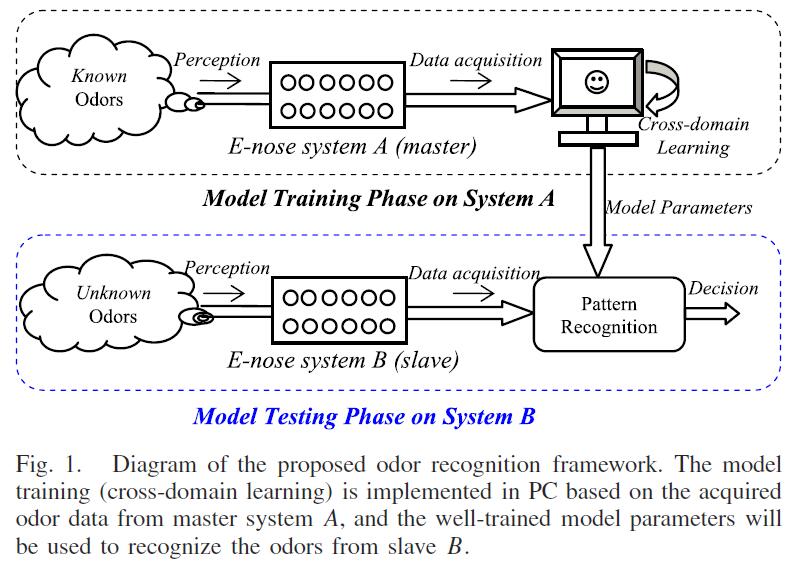 Known
Odors
Perception
Data acquisition
E-nose system A (master)
Cross-domain
Learning
Model Training Phase on System A
Model Parameters
Unknown
Odors
Perception
Data acquisition
E-nose system B (slave)
Pattern
Recognition
Decision
Model Testing Phase on System B
Fig. 1. Diagram of the proposed odor recognition framework. The model
training (cross-domain learning) is implemented in PC based on the acquired
odor data from master system A, and the well-trained model parameters will
be used to recognize the odors from slave B.